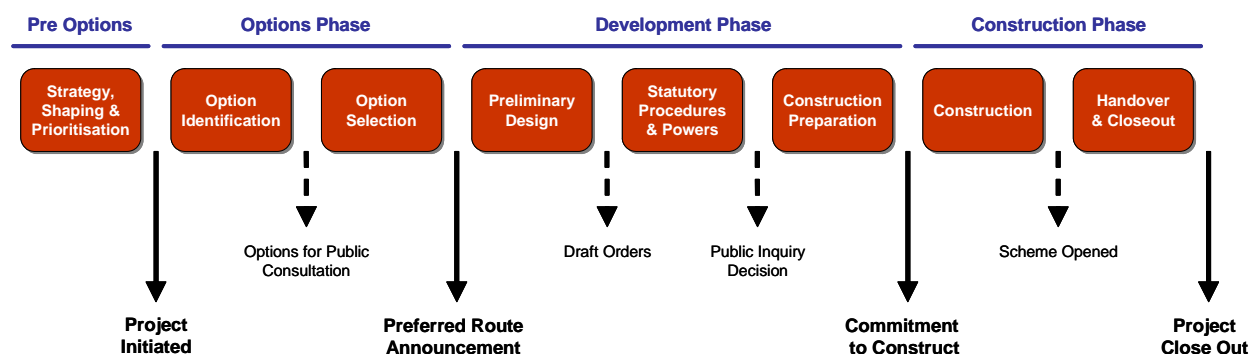 Pre Options
Options Phase
Development Phase
Construction Phase
Strategy,
Shaping &
Prioritisation
Option
Identification
Option
Selection
Preliminary
Design
Statutory
Procedures
& Powers
Construction
Preparation
Construction
Handover
& Closeout
Options for Public
Consultation
Draft Orders
Public Inquiry
Decision
Scheme Opened
Project
Initiated
Preferred Route
Announcement
Commitment
to Construct
Project
Close Out